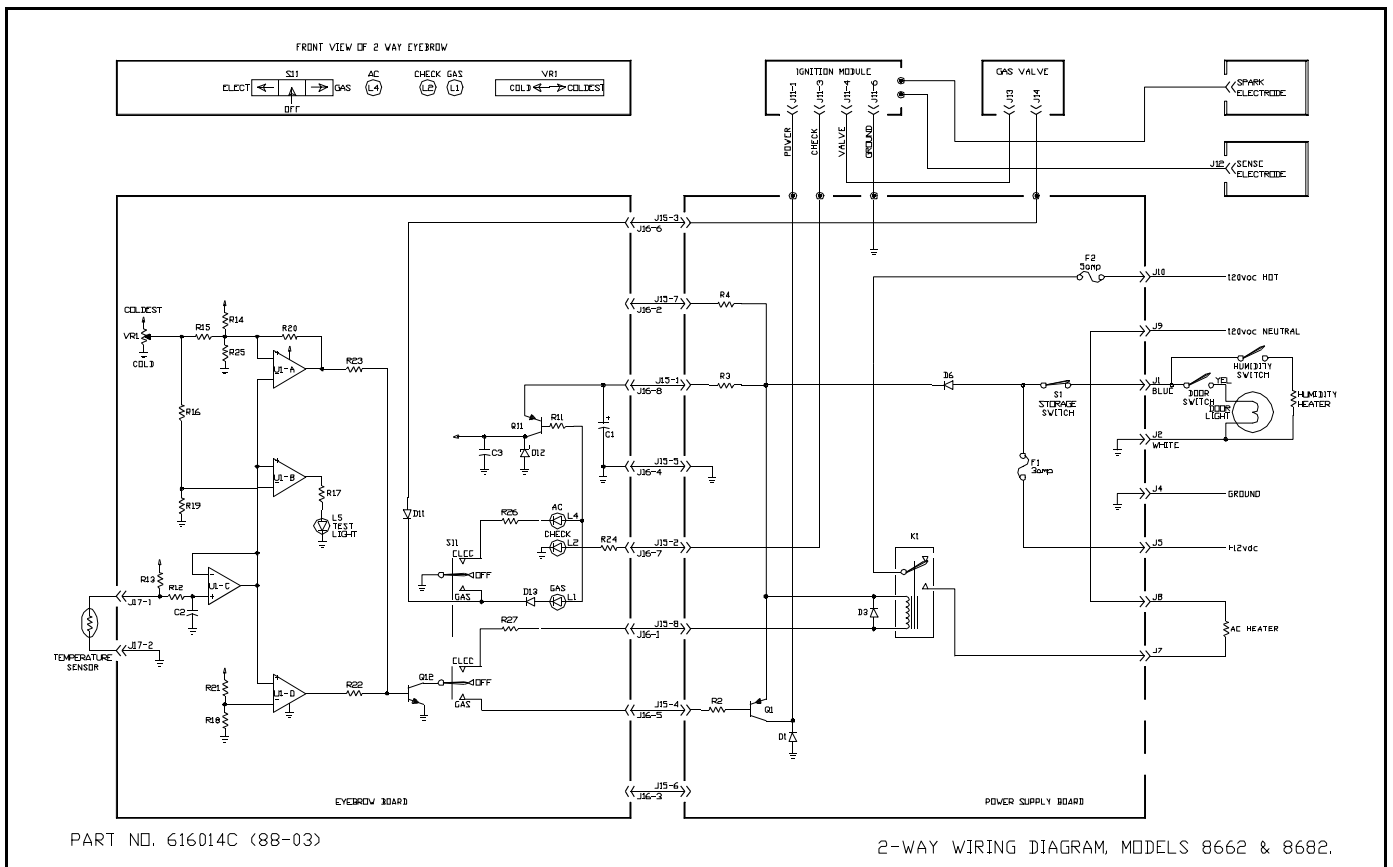 FRONT VIEW OF 2 WAY EYEBROW
S11
AC
CHECK GAS
VR1
ELECT
GAS
L4
L2
L1
COLD
COLDEST
OFF
IGNITION MODULE
J11-1
J11-3
J11-4
J11-6
POWER
CHECK
VALVE
GROUND
GAS VALVE
J13
J14
SPARK
ELECTRODE
J12
SENSE
ELECTRODE
J15-3
J16-6
F2
5amp
J10
120vac HOT
J15-7
J16-2
R4
J9
120vac NEUTRAL
COLDEST
VR1
COLD
R15
R14
R20
R25
U1-A
R23
J15-1
J16-8
R3
D6
S1
STORAGE
SWITCH
J1
BLUE
HUMIDITY
SWITCH
DOOR
SWITCH
YEL
DOOR
LIGHT
HUMIDITY
HEATER
J2
WHITE
R16
Q11
R11
C1
C3
D12
J15-5
J16-4
F1
3amp
U1-B
R17
R19
L5
TEST
LIGHT
J4
GROUND
D11
R26
AC
L4
CHECK
L2
R24
J15-2
J16-7
K1
J5
+12vdc
S11
ELEC
OFF
GAS
R13
R12
U1-C
C2
J17-1
D13
GAS
L1
D3
J8
AC HEATER
R27
J15-8
J16-1
J17-2
TEMPERATURE
SENSOR
J7
R21
R18
U1-D
R22
Q12
ELEC
OFF
GAS
J15-4
J16-5
R2
Q1
D1
J15-6
J16-3
EYEBROW BOARD
POWER SUPPLY BOARD
PART NO. 616014C (88-03)
2-WAY WIRING DIAGRAM, MODELS 8662 & 8682.